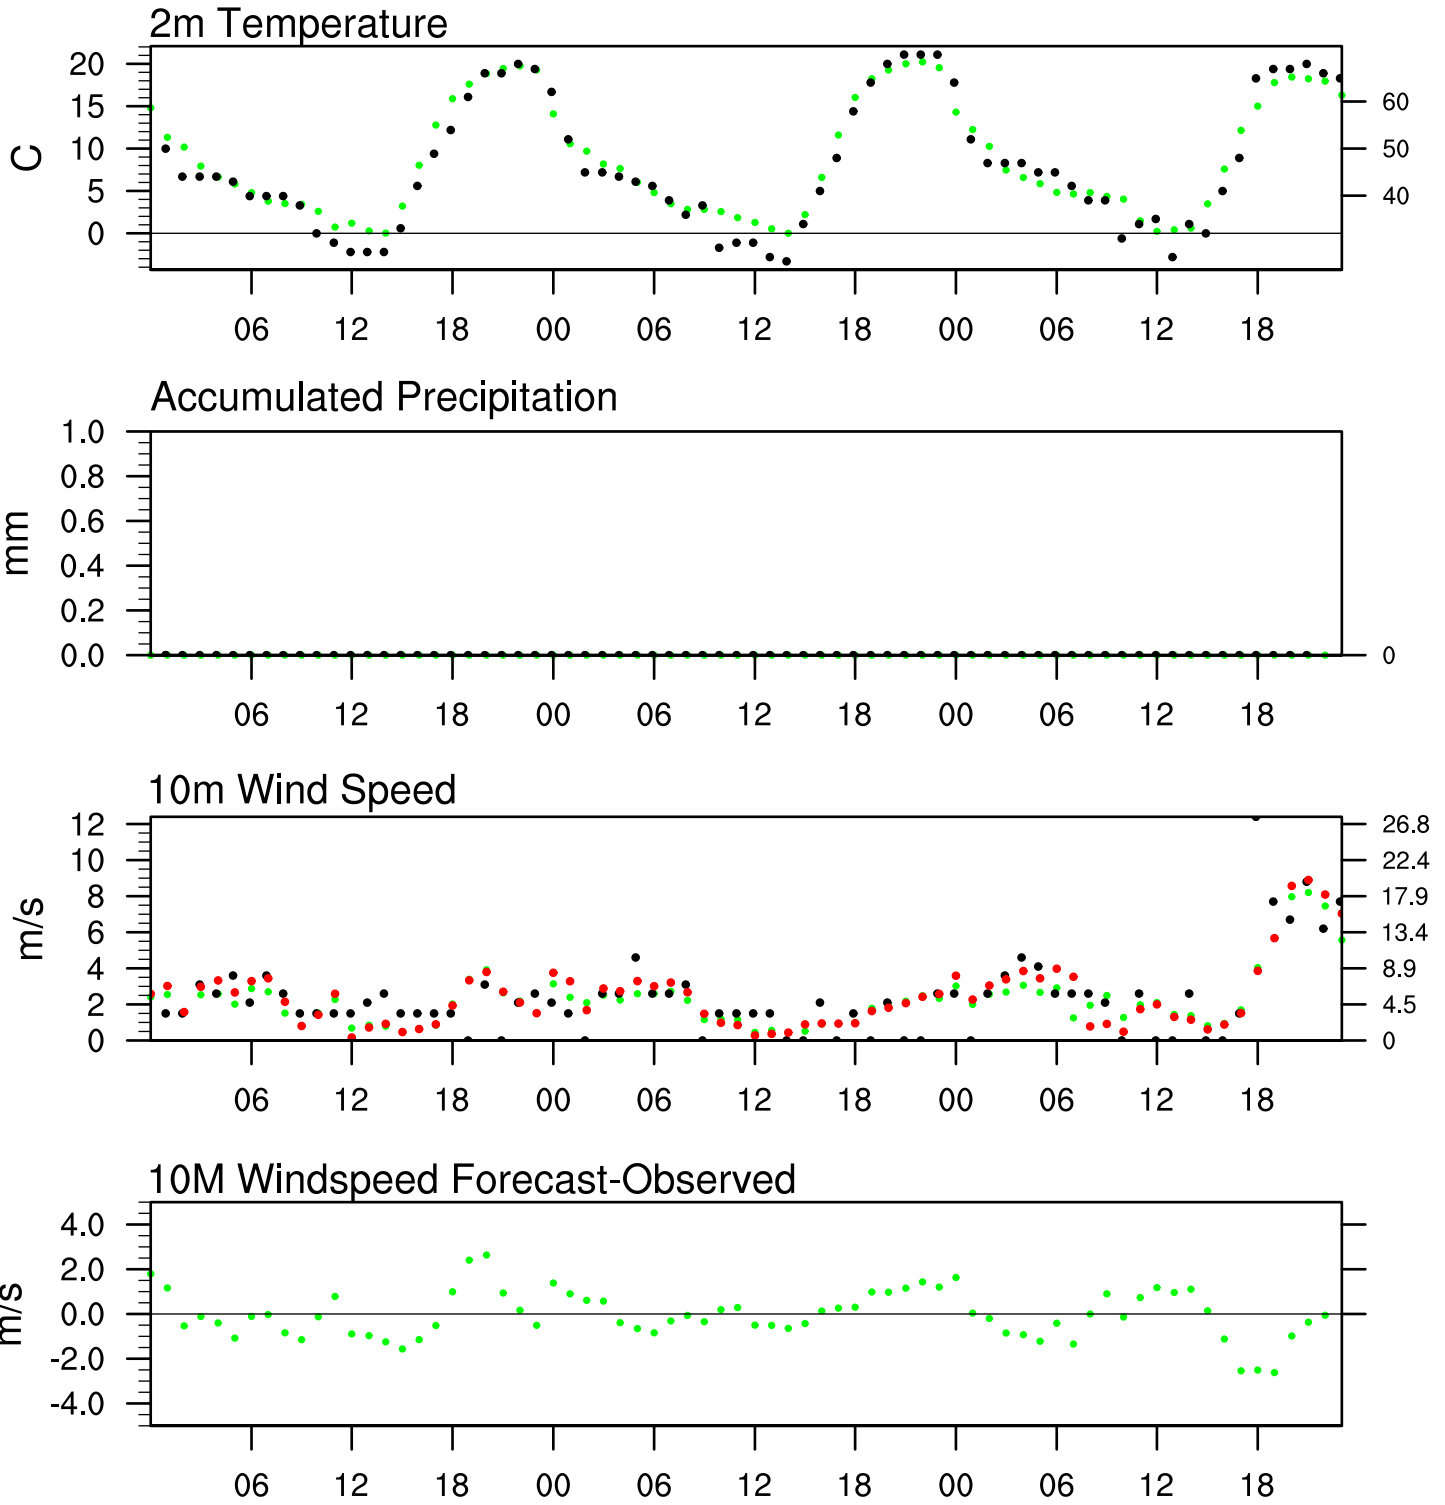 2m Temperature
20
15
10
5
0
C
60
50
40
06 12 18 00 06 12 18 00 06 12 18
Accumulated Precipitation
1.0
0.8
0.6
0.4
0.2
0.0
mm
0
06 12 18 00 06 12 18 00 06 12 18
10m Wind Speed
12
10
8
6
4
2
0
m/s
26.8
22.4
17.9
13.4
8.9
4.5
0
06 12 18 00 06 12 18 00 06 12 18
10M Windspeed Forecast-Observed
4.0
2.0
0.0
-2.0
-4.0
m/s
06 12 18 00 06 12 18 00 06 12 18